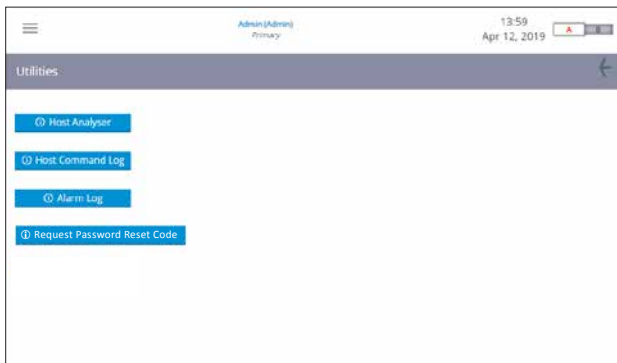 Admin (Admin)
Primary
13:59
Apr 12, 2019
A
Utilities
Host Analyser
Host Command Log
Alarm Log
Request Password Reset Code